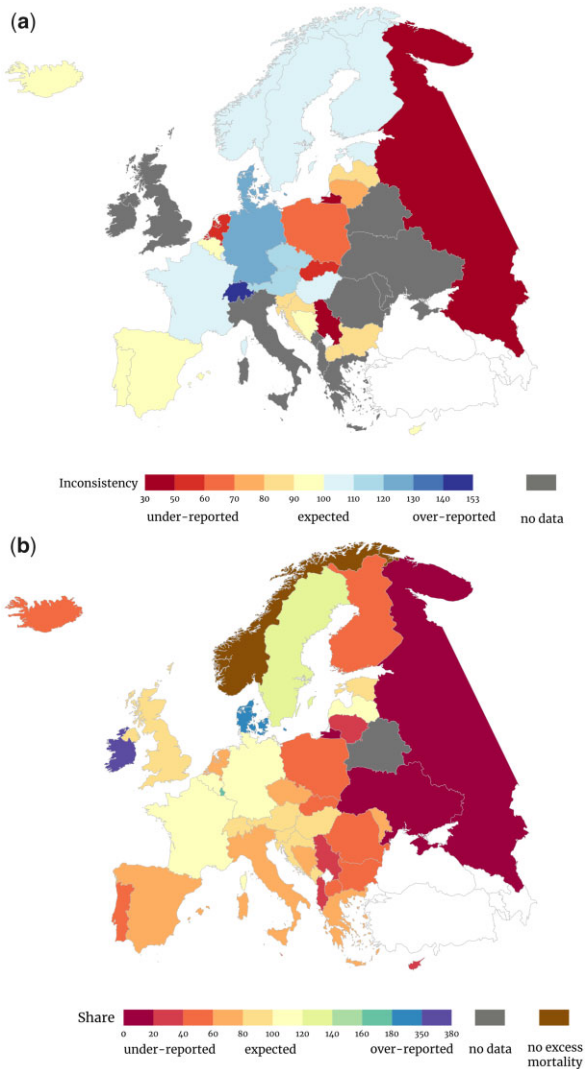 (a)
Inconsistency
30 50 60 70 80 90 100 110 120 130 140 153
under-reported expected over-reported no data
(b)
Share
0 20 40 60 80 100 120 140 160 180 350 380
under-reported expected over-reported no data no excess
mortality